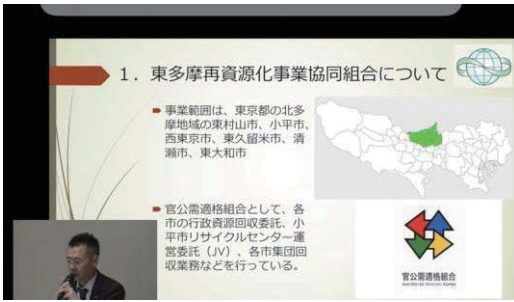 1．東多摩再資源化事業協同組合について
事業範囲は、東京都の北多
摩地域の東村山市、小平市、
西東京市、東久留米市、清
瀬市、東大和市
官公需適格組合として、各
市の行政資源回収委託、小
平市リサイクルセンター運
営委託（JV）、各市集団回
収業務などを行っている。
官公需適格組合